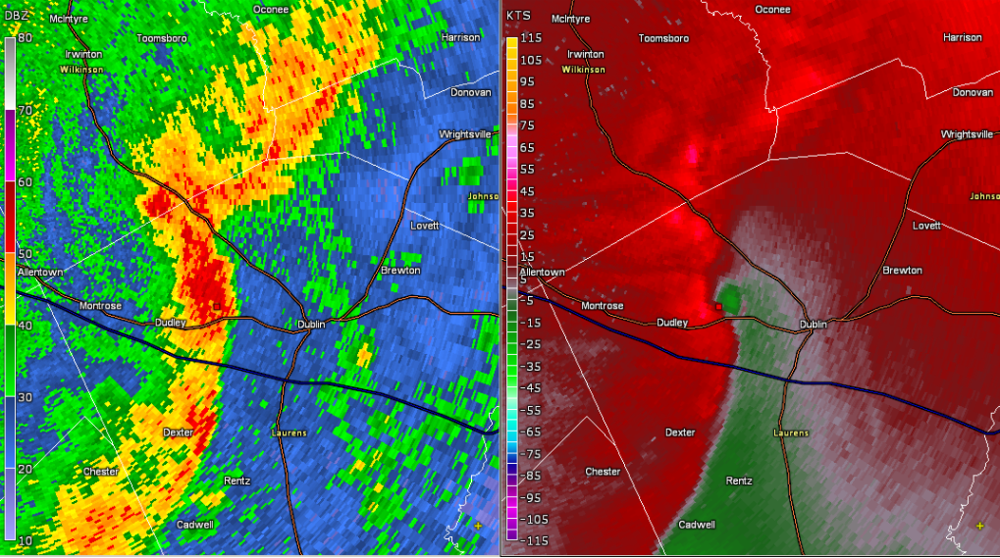 DBZ
80
70
60
50
40
30
20
10
Oconee
McIntyre
Toomsboro
Harrison
Irwinton
Wilkinson
Donovan
Wrightsville
Johnso
Lovett
Allentown
Brewton
Montrose
Dudley
Dublin
Dexter
Laurens
Chester
Rentz
Cadwell
KTS
115
105
95
85
75
65
55
45
35
25
15
5
-5
-15
-25
-35
-45
-55
-65
-75
-85
-95
-105
-115
Oconee
McIntyre
Toomsboro
Harrison
Irwinton
Wilkinson
Donovan
Wrightsville
Johnso
Lovett
Allentown
Brewton
Montrose
Dudley
Dublin
Dexter
Laurens
Chester
Rentz
Cadwell